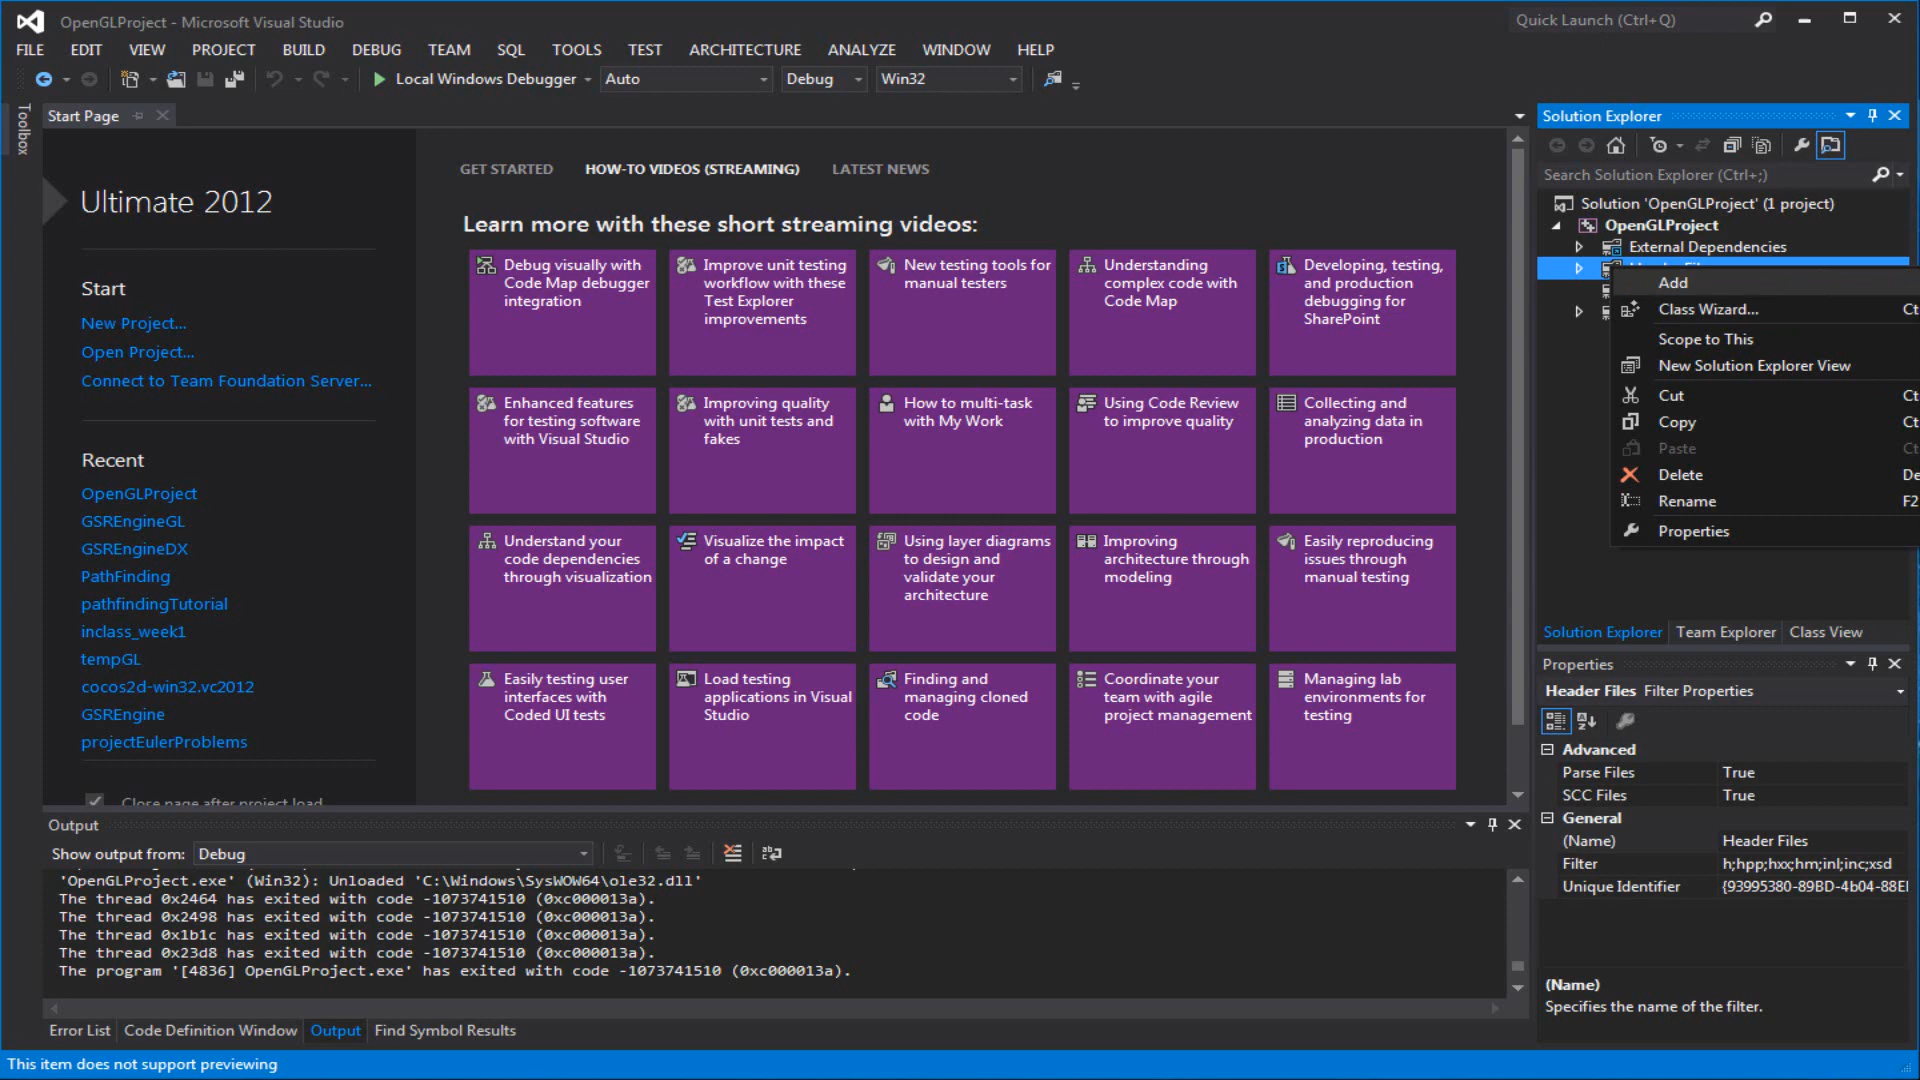 OpenGLProject - Microsoft Visual Studio
Quick Launch (Ctrl+Q)
FILE EDIT VIEW PROJECT BUILD DEBUG TEAM SQL TOOLS TEST ARCHITECTURE ANALYZE WINDOW HELP
Local Windows Debugger Auto Debug Win32
Toolbox
Start Page
Ultimate 2012
Start
New Project...
Open Project...
Connect to Team Foundation Server...
Recent
OpenGLProject
GSREngineGL
GSREngineDX
PathFinding
pathfindingTutorial
inclass_week1
tempGL
cocos2d-win32.vc2012
GSREngine
projectEulerProblems
Close page after project load
GET STARTED HOW-TO VIDEOS (STREAMING) LATEST NEWS
Learn more with these short streaming videos:
Debug visually with
Code Map debugger
integration
Improve unit testing
workflow with these
Test Explorer
improvements
New testing tools for
manual testers
Understanding
complex code with
Code Map
Developing, testing,
and production
debugging for
SharePoint
Enhanced features
for testing software
with Visual Studio
Improving quality
with unit tests and
fakes
How to multi-task
with My Work
Using Code Review
to improve quality
Collecting and
analyzing data in
production
Understand your
code dependencies
through visualization
Visualize the impact
of a change
Using layer diagrams
to design and
validate your
architecture
Improving
architecture through
modeling
Easily reproducing
issues through
manual testing
Easily testing user
interfaces with
Coded UI tests
Load testing
applications in Visual
Studio
Finding and
managing cloned
code
Coordinate your
team with agile
project management
Managing lab
environments for
testing
Output
Show output from: Debug
'OpenGLProject.exe' (Win32): Unloaded 'C:\Windows\SysWOW64\ole32.dll'
The thread 0x2464 has exited with code -1073741510 (0xc000013a).
The thread 0x2498 has exited with code -1073741510 (0xc000013a).
The thread 0x1b1c has exited with code -1073741510 (0xc000013a).
The thread 0x23d8 has exited with code -1073741510 (0xc000013a).
The program '[4836] OpenGLProject.exe' has exited with code -1073741510 (0xc000013a).
Error List Code Definition Window Output Find Symbol Results
This item does not support previewing
Solution Explorer
Search Solution Explorer (Ctrl+;)
Solution 'OpenGLProject' (1 project)
OpenGLProject
External Dependencies
Add
Class Wizard... Ct
Scope to This
New Solution Explorer View
Cut Ct
Copy Ct
Paste Ct
Delete De
Rename F2
Properties
Solution Explorer Team Explorer Class View
Properties
Header Files Filter Properties
Advanced
Parse Files True
SCC Files True
General
(Name) Header Files
Filter h;hpp;hxx;hm;inl;inc;xsd
Unique Identifier {93995380-89BD-4b04-88E
(Name)
Specifies the name of the filter.